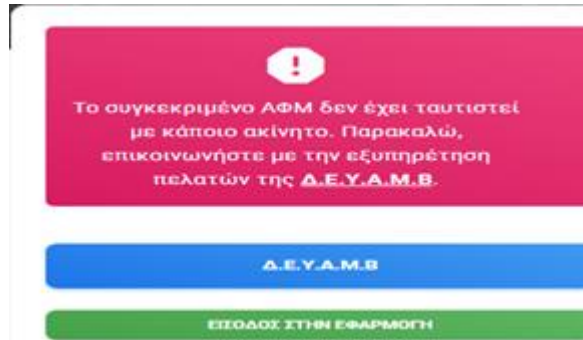 Το συγκεκριμένο ΑΦΜ δεν έχει ταυτιστεί
με κάποιο ακίνητο. Παρακαλώ,
επικοινωνήστε με την εξυπηρέτηση
πελατών της Δ.Ε.Υ.Α.Μ.Β.
Δ.Ε.Υ.Α.Μ.Β
ΕΙΣΟΔΟΣ ΣΤΗΝ ΕΦΑΡΜΟΓΗ